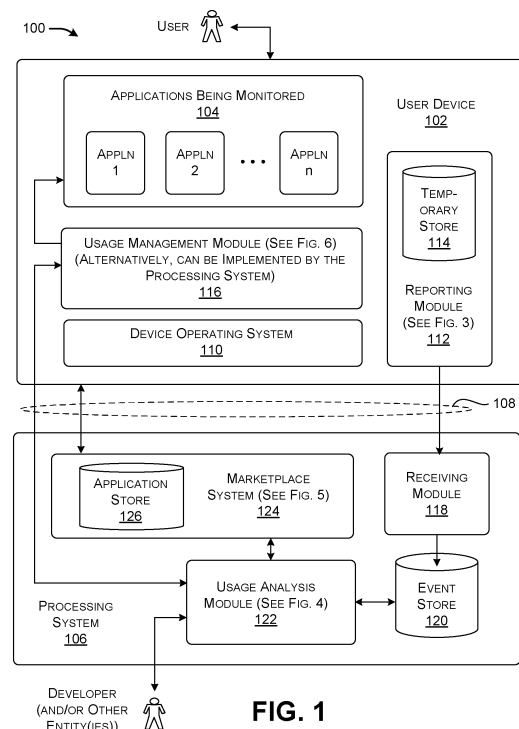 100
USER
APPLICATIONS BEING MONITORED
104
APPLN
1
APPLN
2
• • •
APPLN
n
USER DEVICE
102
TEMP-
ORARY
STORE
114
REPORTING
MODULE
(SEE FIG. 3)
112
USAGE MANAGEMENT MODULE (SEE FIG. 6)
(ALTERNATIVELY, CAN BE IMPLEMENTED BY THE
PROCESSING SYSTEM)
116
DEVICE OPERATING SYSTEM
110
108
APPLICATION
STORE
126
MARKETPLACE
SYSTEM (SEE FIG. 5)
124
RECEIVING
MODULE
118
USAGE ANALYSIS
MODULE (SEE FIG. 4)
122
EVENT
STORE
120
PROCESSING
SYSTEM
106
DEVELOPER
(AND/OR OTHER
ENTITY(IES))
FIG. 1